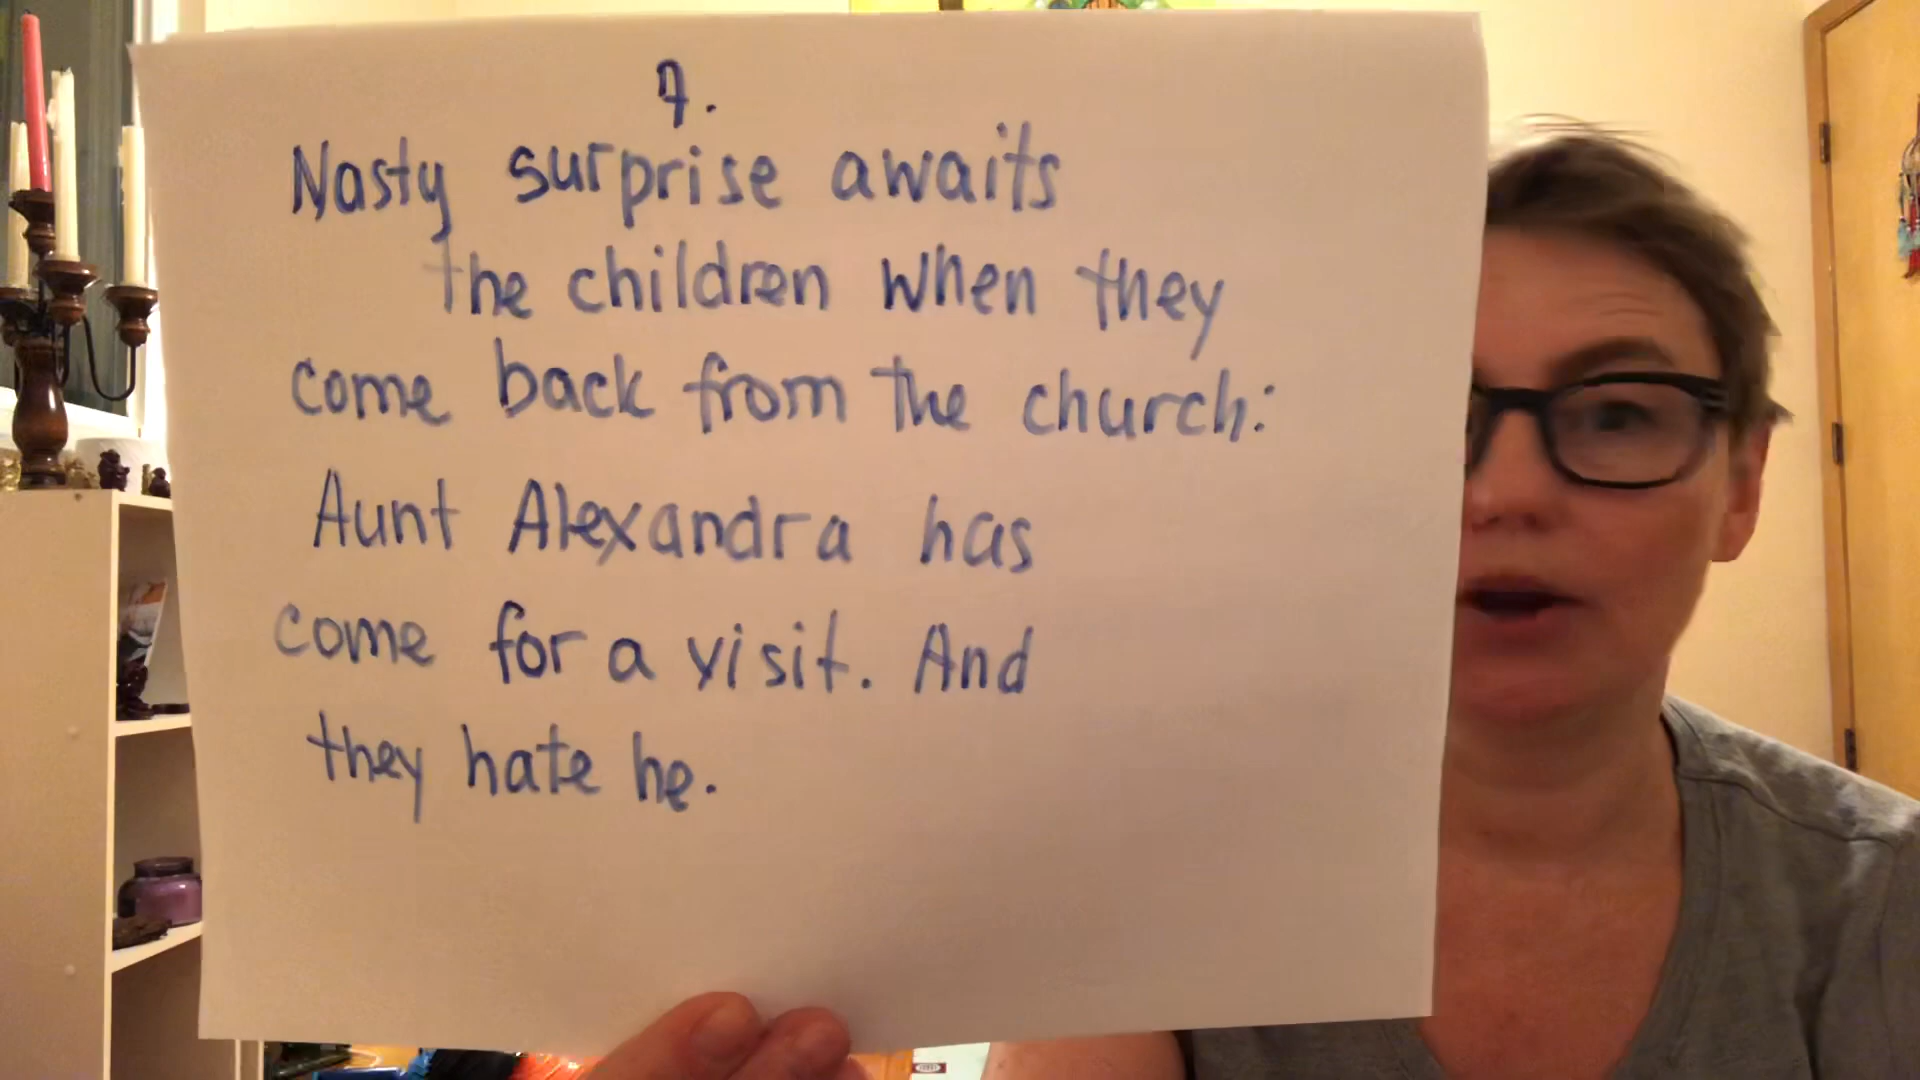 7.
Nasty surprise awaits
the children when they
come back from the church:
Aunt Alexandra has
come for a visit. And
they hate he.